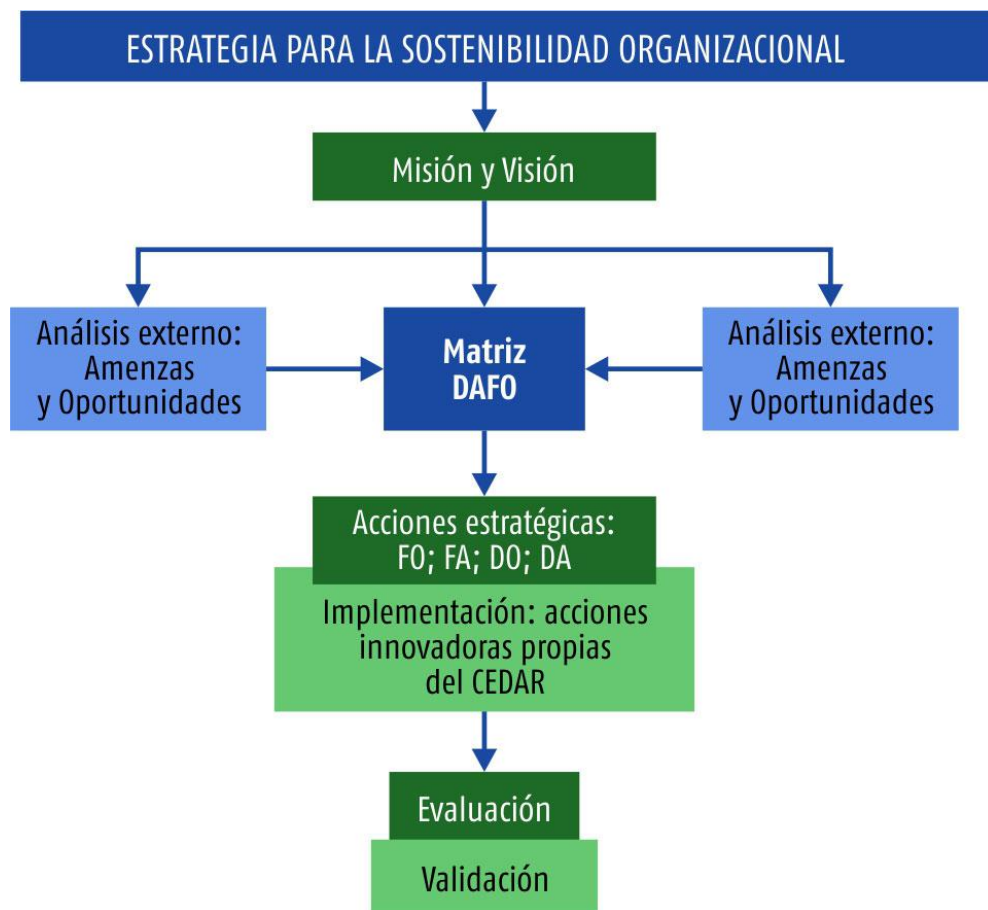 ESTRATEGIA PARA LA SOSTENIBILIDAD ORGANIZACIONAL
Misión y Visión
Análisis externo:
Amenzas
y Oportunidades
Matriz
DAFO
Análisis externo:
Amenzas
y Oportunidades
Acciones estratégicas:
FO; FA; DO; DA
Implementación: acciones
innovadoras propias
del CEDAR
Evaluación
Validación